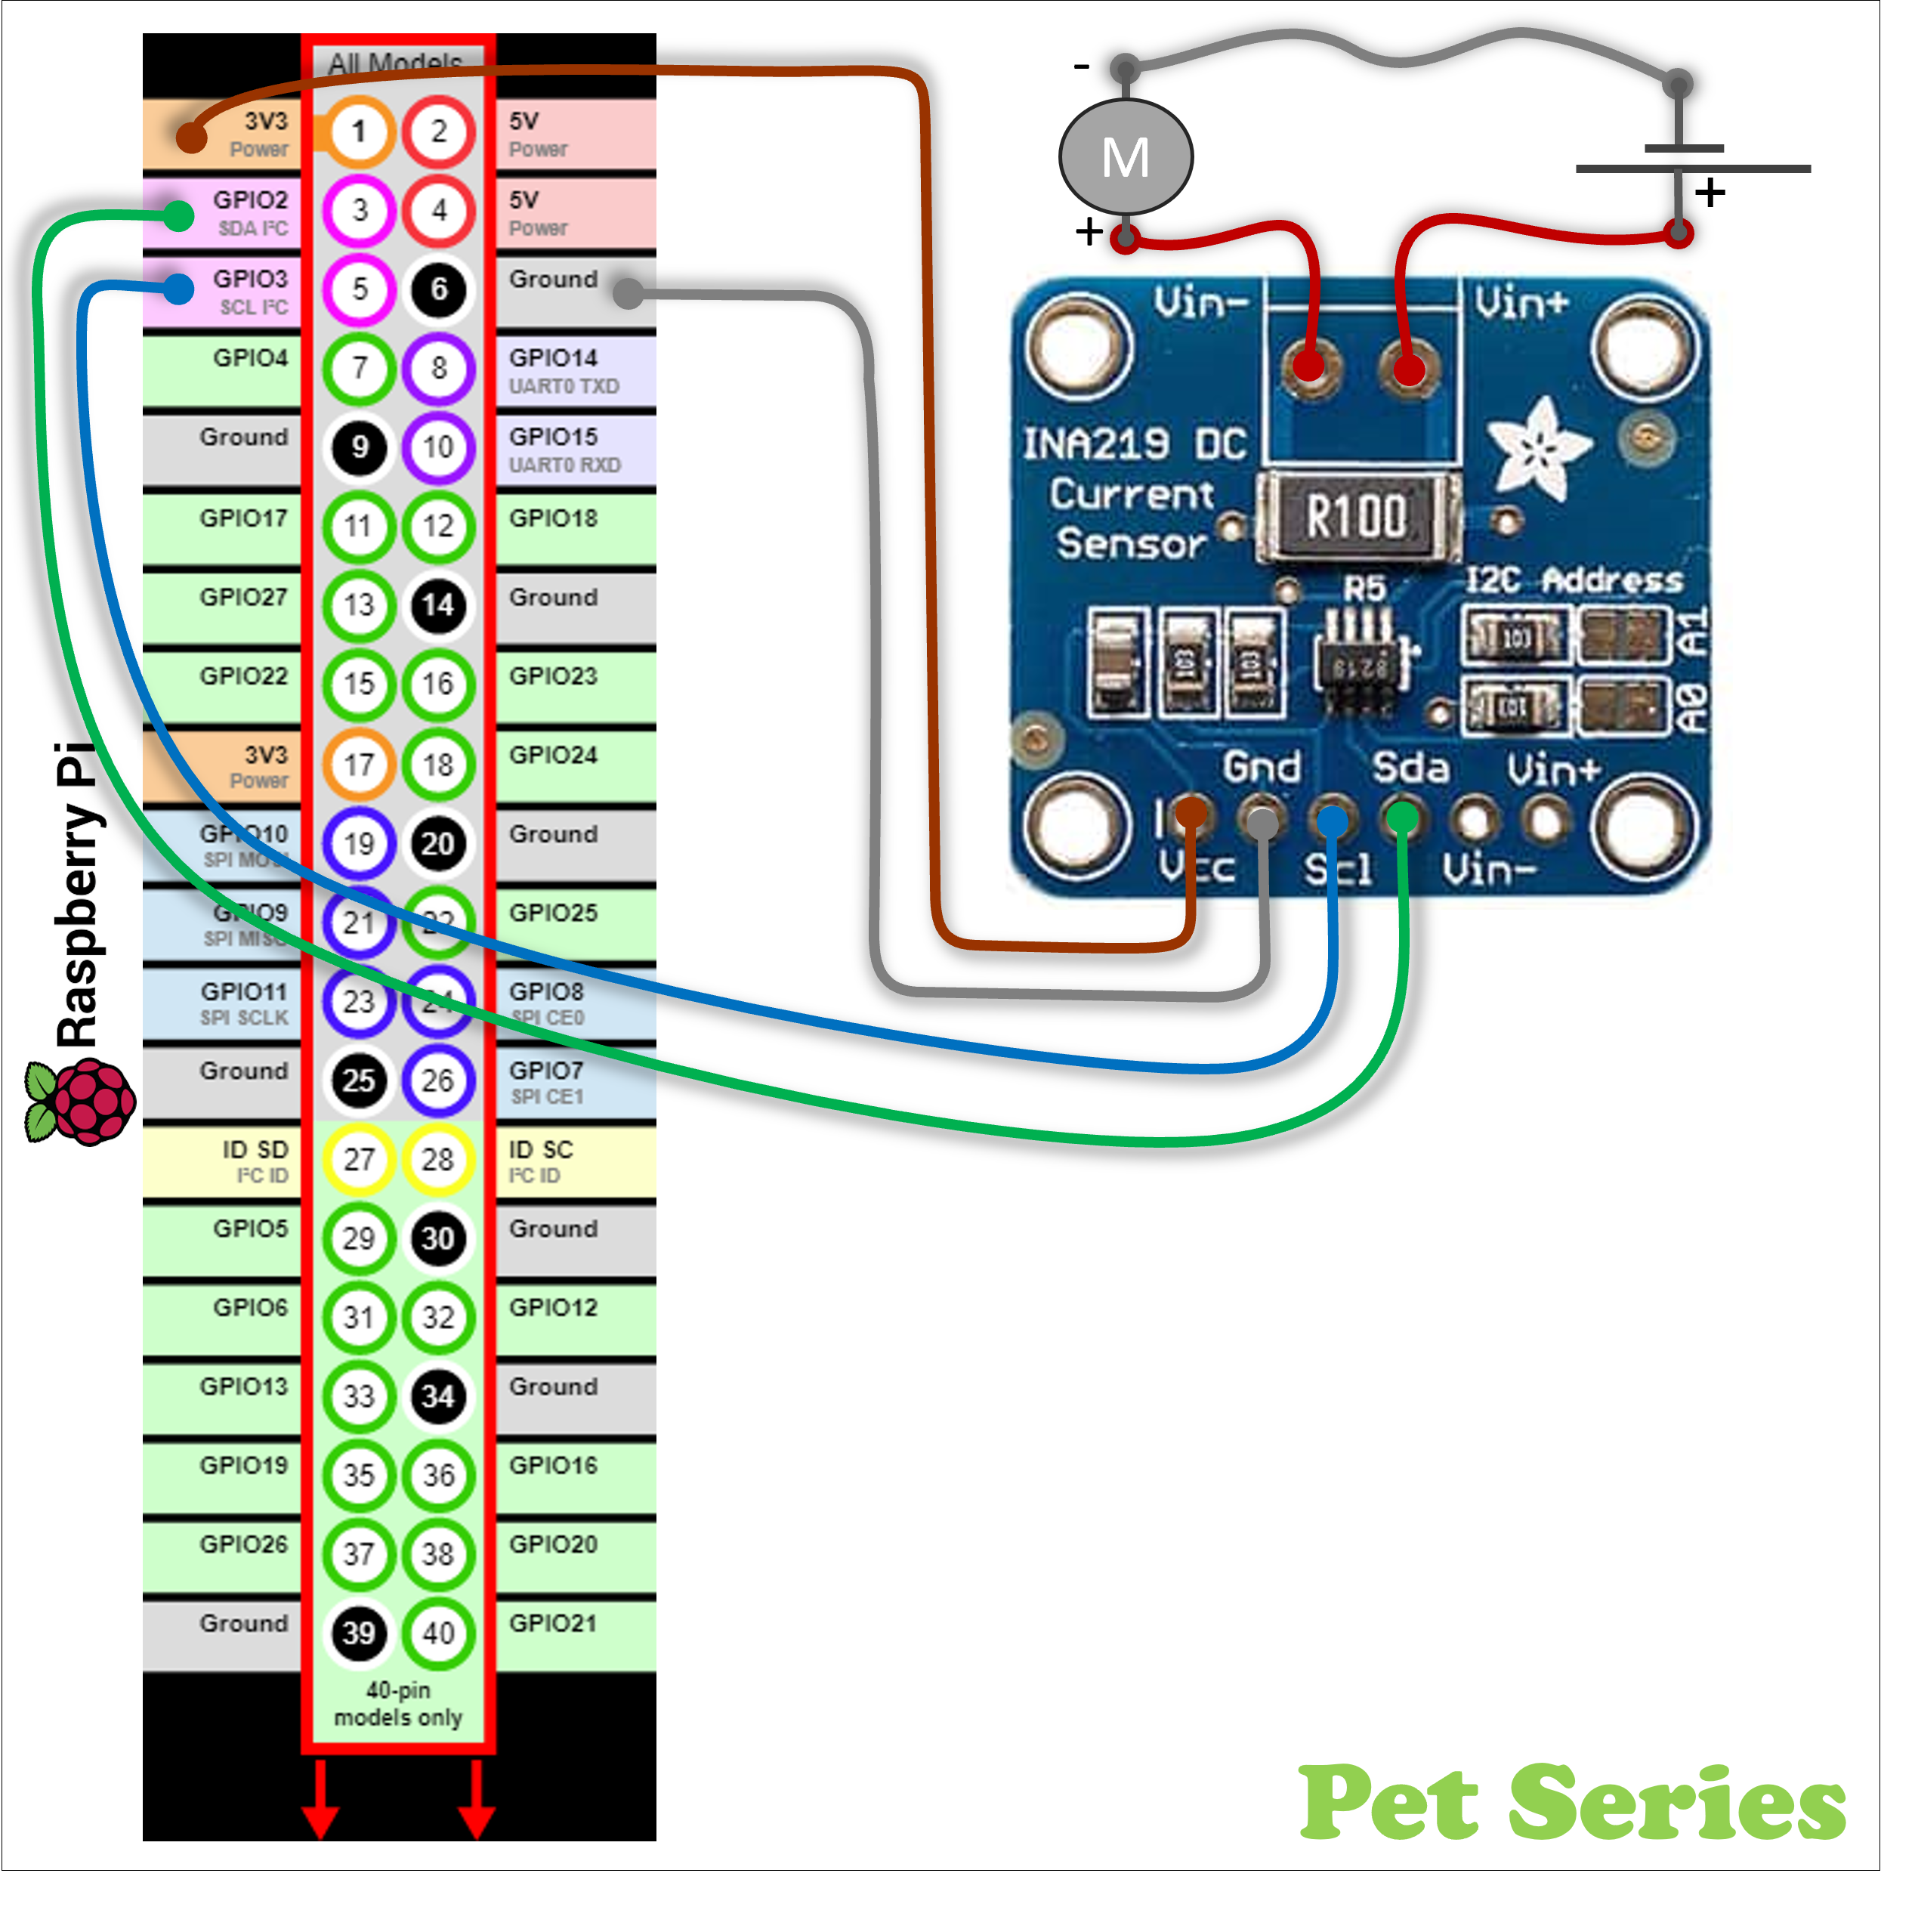 All Models
3V3
Power
1
2
5V
Power
GPIO2
SDA I²C
3
4
5V
Power
GPIO3
SCL I²C
5
6
Ground
GPIO4
7
8
GPIO14
UART0 TXD
Ground
9
10
GPIO15
UART0 RXD
GPIO17
11
12
GPIO18
GPIO27
13
14
Ground
GPIO22
15
16
GPIO23
3V3
Power
17
18
GPIO24
GPIO10
SPI MOSI
19
20
Ground
GPIO9
SPI MISO
21
22
GPIO25
GPIO11
SPI SCLK
23
24
GPIO8
SPI CE0
Ground
25
26
GPIO7
SPI CE1
ID SD
I²C ID
27
28
ID SC
I²C ID
GPIO5
29
30
Ground
GPIO6
31
32
GPIO12
GPIO13
33
34
Ground
GPIO19
35
36
GPIO16
GPIO26
37
38
GPIO20
Ground
39
40
GPIO21
40-pin
models only
Raspberry Pi
-
M
+
+
Vin-
Vin+
INA219 DC
Current
Sensor
R100
R5
I2C Address
A1
A0
103
103
Gnd
Sda
Vin+
Vcc
Scl
Vin-
Pet Series